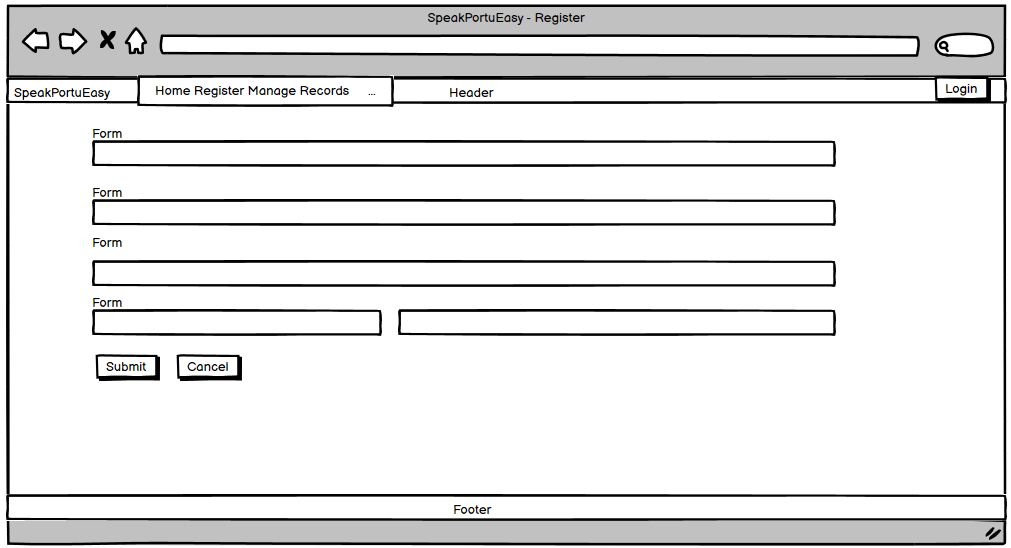 SpeakPortuEasy - Register
SpeakPortuEasy
Home Register Manage Records ...
Header
Login
Form
Form
Form
Form
Submit
Cancel
Footer